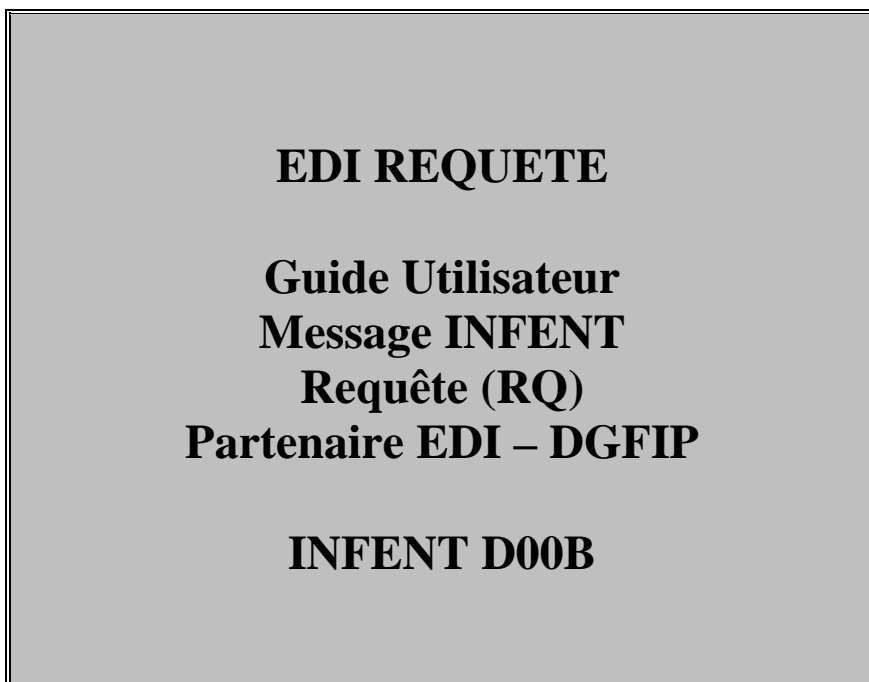 EDI REQUETE
Guide Utilisateur
Message INFENT
Requête (RQ)
Partenaire EDI – DGFIP
INFENT D00B